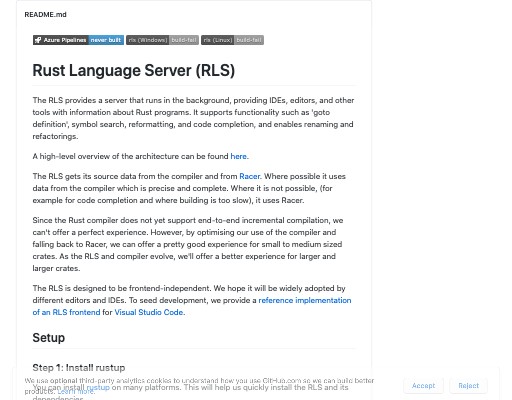 README.md
Azure Pipelines never built rls (Windows) build-fail rls (Linux) build-fail
Rust Language Server (RLS)
The RLS provides a server that runs in the background, providing IDEs, editors, and other
tools with information about Rust programs. It supports functionality such as 'goto
definition', symbol search, reformatting, and code completion, and enables renaming and
refactorings.
A high-level overview of the architecture can be found here.
The RLS gets its source data from the compiler and from Racer. Where possible it uses
data from the compiler which is precise and complete. Where it is not possible, (for
example for code completion and where building is too slow), it uses Racer.
Since the Rust compiler does not yet support end-to-end incremental compilation, we
can't offer a perfect experience. However, by optimising our use of the compiler and
falling back to Racer, we can offer a pretty good experience for small to medium sized
crates. As the RLS and compiler evolve, we'll offer a better experience for larger and
larger crates.
The RLS is designed to be frontend-independent. We hope it will be widely adopted by
different editors and IDEs. To seed development, we provide a reference implementation
of an RLS frontend for Visual Studio Code.
Setup
Step 1: Install rustup
We use optional third-party analytics cookies to understand how you use GitHub.com so we can build better
You can install rustup on many platforms. This will help us quickly install the RLS and its
products. Learn more.
dependencies.
Accept
Reject